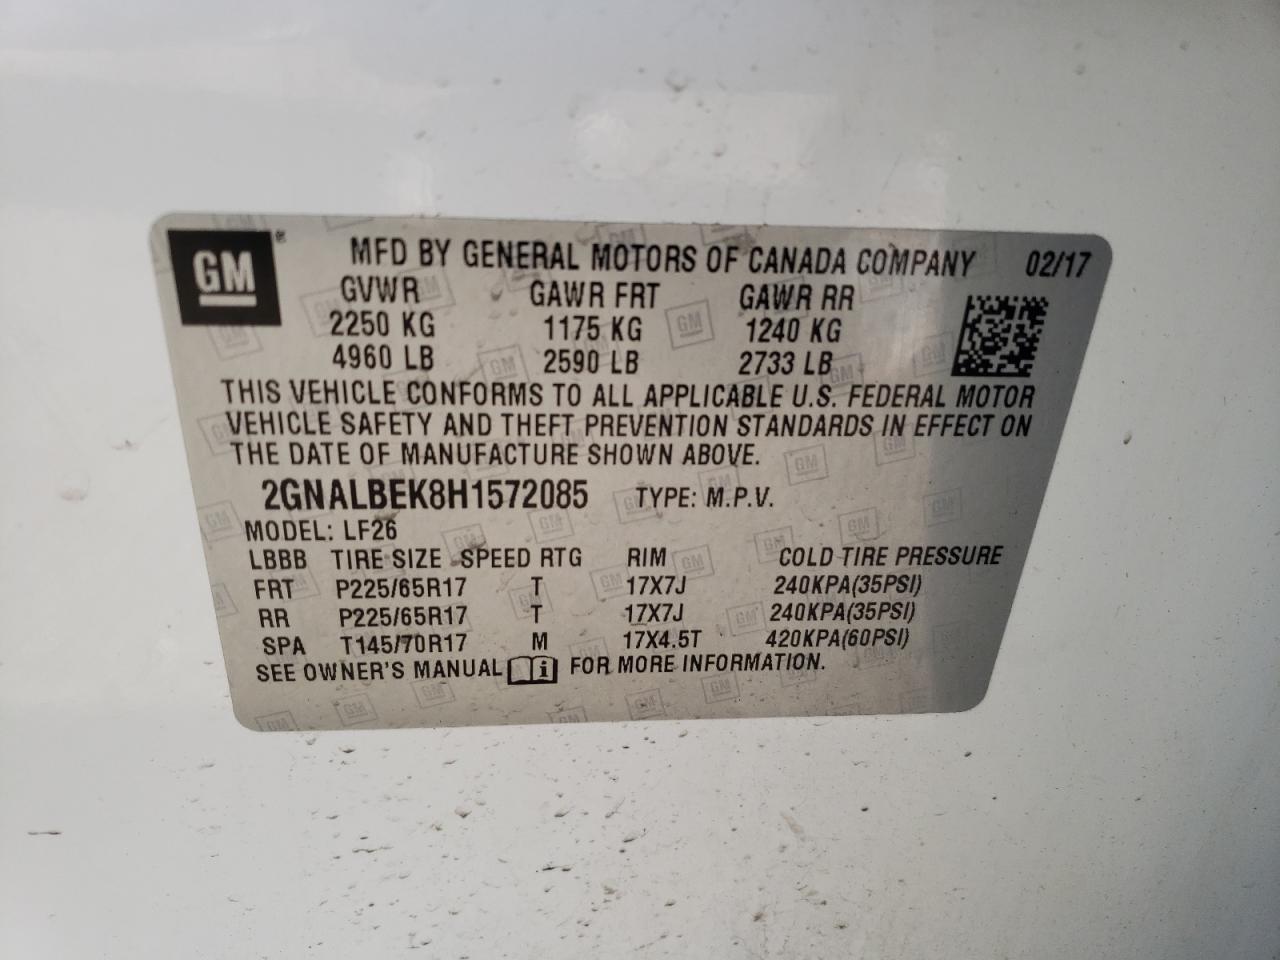 GM® MFD BY GENERAL MOTORS OF CANADA COMPANY 02/17
GVWR GAWR FRT GAWR RR
2250 KG 1175 KG 1240 KG
4960 LB 2590 LB 2733 LB
THIS VEHICLE CONFORMS TO ALL APPLICABLE U.S. FEDERAL MOTOR
VEHICLE SAFETY AND THEFT PREVENTION STANDARDS IN EFFECT ON
THE DATE OF MANUFACTURE SHOWN ABOVE.
2GNALBEK8H1572085 TYPE: M.P.V.
MODEL: LF26
LBBB TIRE SIZE SPEED RTG RIM COLD TIRE PRESSURE
FRT P225/65R17 T 17X7J 240KPA(35PSI)
RR P225/65R17 T 17X7J 240KPA(35PSI)
SPA T145/70R17 M 17X4.5T 420KPA(60PSI)
SEE OWNER'S MANUAL i FOR MORE INFORMATION.